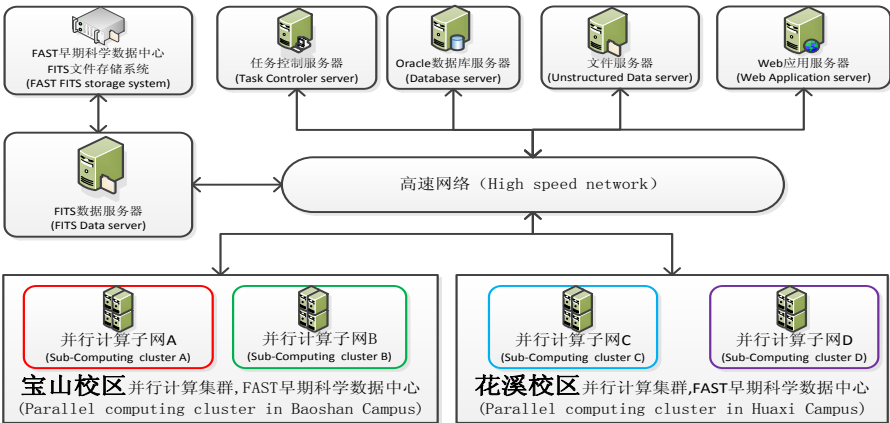 FAST早期科学数据中心
FITS文件存储系统
(FAST FITS storage system)
任务控制服务器
(Task Controler server)
Oracle数据库服务器
(Database server)
文件服务器
(Unstructured Data server)
Web应用服务器
(Web Application server)
FITS数据服务器
(FITS Data server)
高速网络（High speed network）
并行计算子网A
(Sub-Computing cluster A)
并行计算子网B
(Sub-Computing cluster B)
宝山校区并行计算集群,FAST早期科学数据中心
(Parallel computing cluster in Baoshan Campus)
并行计算子网C
(Sub-Computing cluster C)
并行计算子网D
(Sub-Computing cluster D)
花溪校区并行计算集群,FAST早期科学数据中心
(Parallel computing cluster in Huaxi Campus)